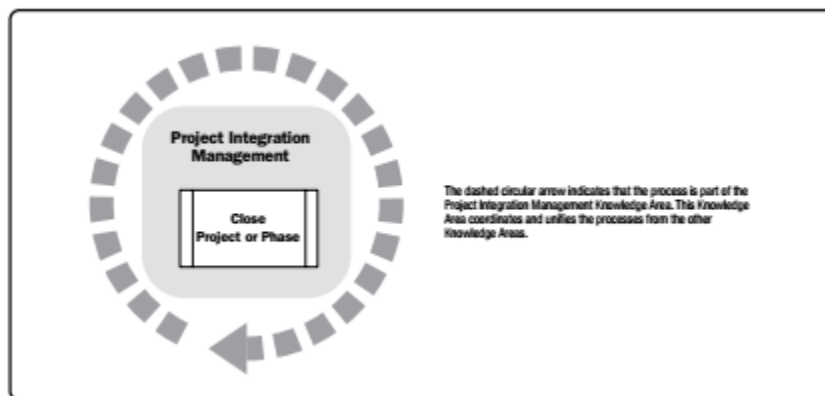 Project Integration
Management
Close
Project or Phase
The dashed circular arrow indicates that the process is part of the
Project Integration Management Knowledge Area. This Knowledge
Area coordinates and unifies the processes from the other
Knowledge Areas.